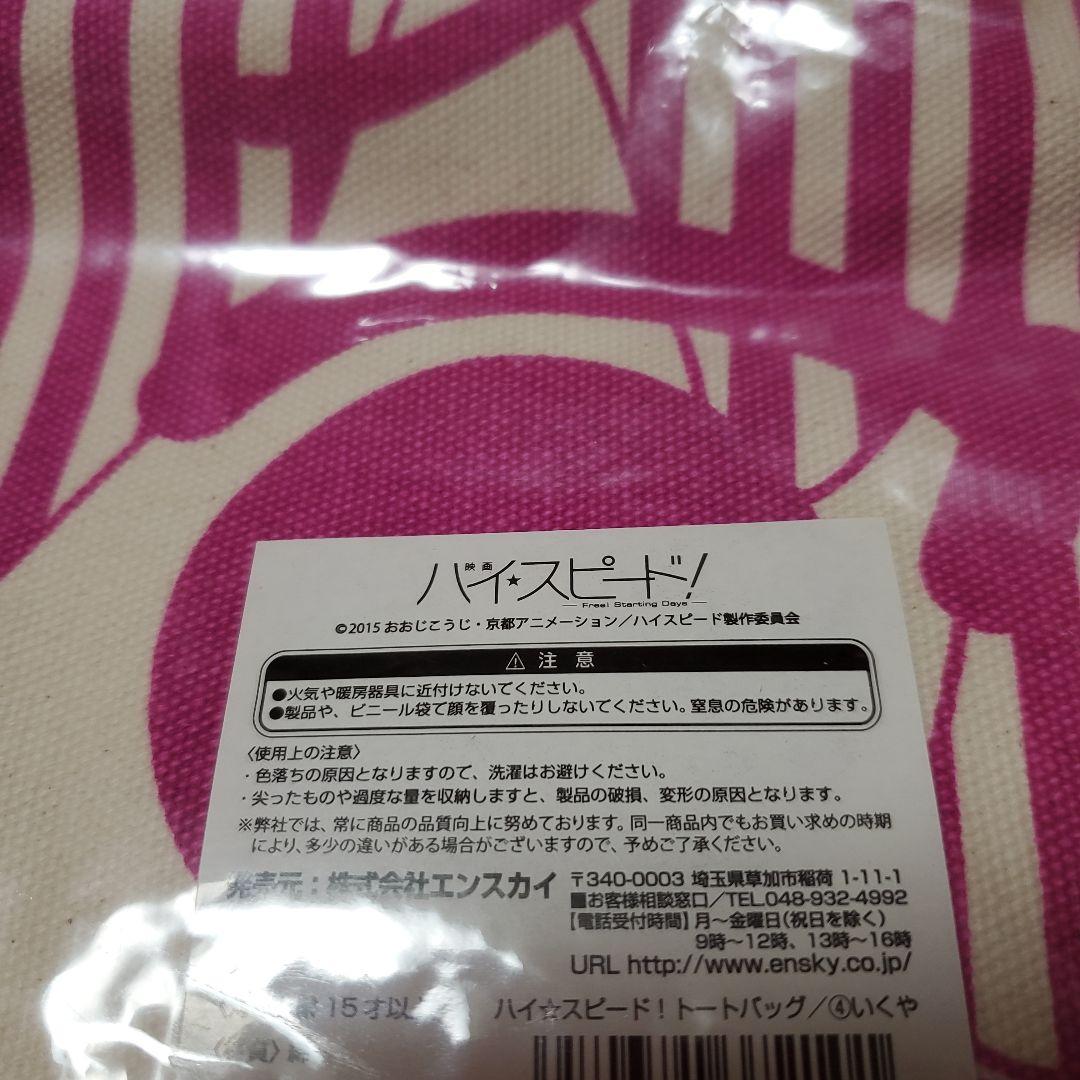 映画
ハイ☆スピード!
— Free! Starting Days —
©2015 おおじこうじ・京都アニメーション／ハイスピード製作委員会
⚠ 注 意
●火気や暖房器具に近付けないでください。
●製品や、ビニール袋で顔を覆ったりしないでください。窒息の危険があります。
〈使用上の注意〉
・色落ちの原因となりますので、洗濯はお避けください。
・尖ったものや過度な量を収納しますと、製品の破損、変形の原因となります。
※弊社では、常に商品の品質向上に努めております。同一商品内でもお買い求めの時期
により、多少の違いがある場合がございますので、予めご了承ください。
発売元：株式会社エンスカイ
〒340-0003 埼玉県草加市稲荷 1-11-1
■お客様相談窓口／TEL.048-932-4992
【電話受付時間】月～金曜日(祝日を除く)
9時～12時、13時～16時
URL http://www.ensky.co.jp/
15才以
ハイ☆スピード！トートバッグ／④いくや